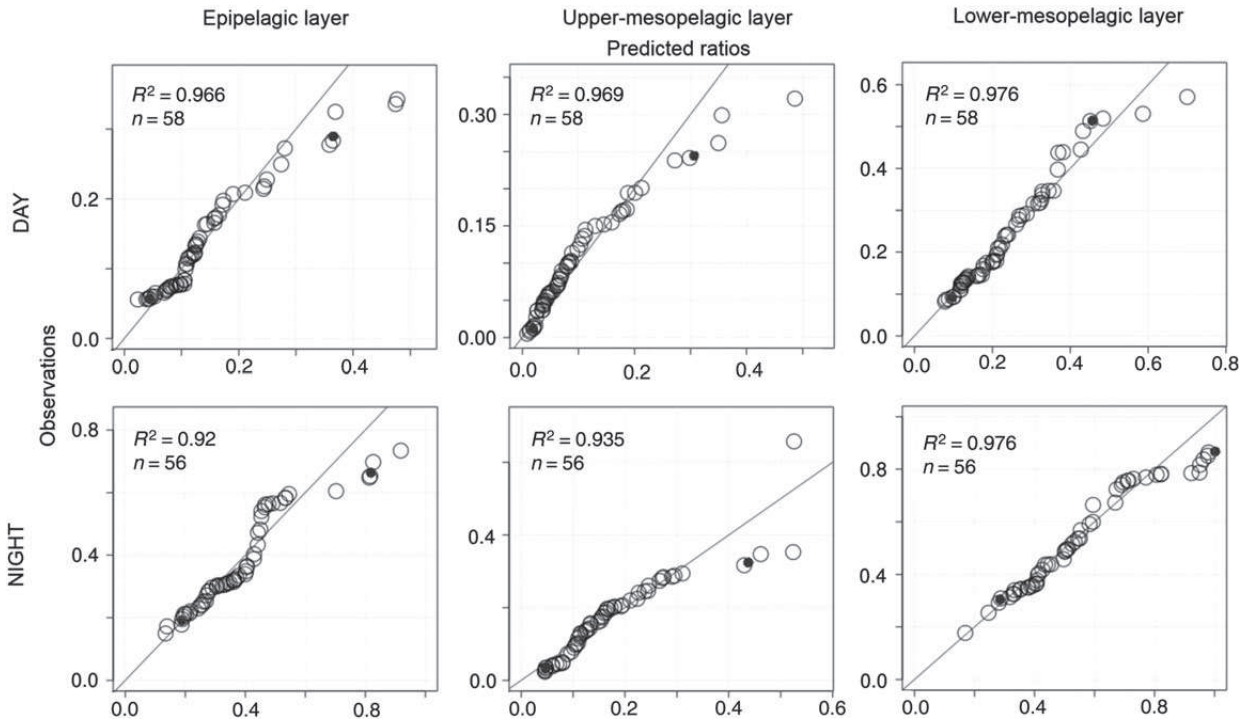 Epipelagic layer
Upper-mesopelagic layer
Lower-mesopelagic layer
Predicted ratios
DAY
R² = 0.966
n = 58
0.2
0.0
0.0
0.2
0.4
R² = 0.969
n = 58
0.30
0.15
0.00
0.0
0.2
0.4
R² = 0.976
n = 58
0.6
0.4
0.2
0.0
0.0
0.2
0.4
0.6
0.8
Observations
NIGHT
R² = 0.92
n = 56
0.8
0.4
0.0
0.0
0.4
0.8
R² = 0.935
n = 56
0.4
0.0
0.0
0.2
0.4
0.6
R² = 0.976
n = 56
0.8
0.4
0.0
0.0
0.4
0.8